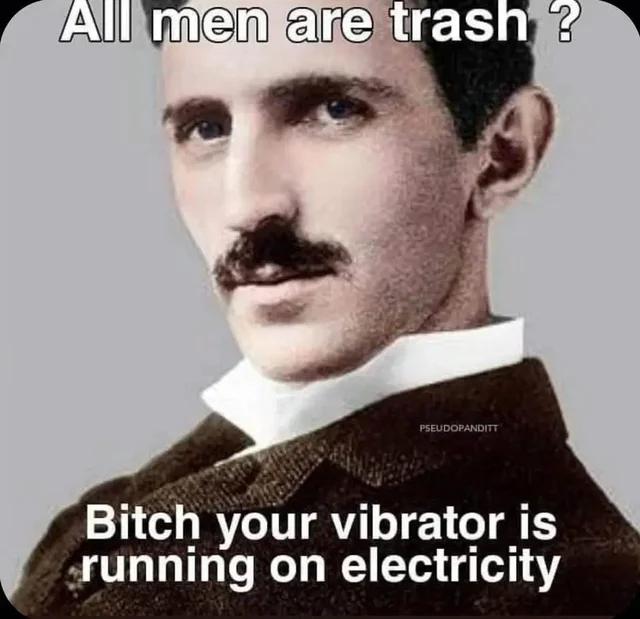 All men are trash ?
PSEUDOPANDITT
Bitch your vibrator is
running on electricity